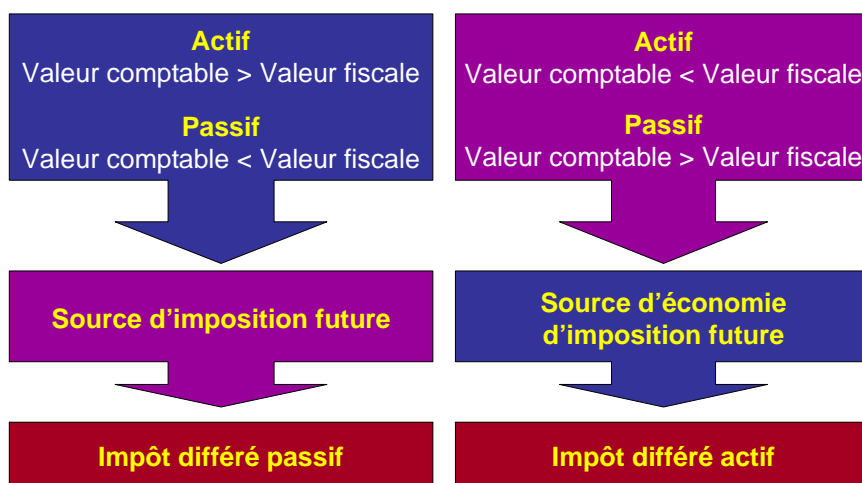 Actif
Valeur comptable > Valeur fiscale
Passif
Valeur comptable < Valeur fiscale
Source d'imposition future
Impôt différé passif
Actif
Valeur comptable < Valeur fiscale
Passif
Valeur comptable > Valeur fiscale
Source d’économie
d’imposition future
Impôt différé actif